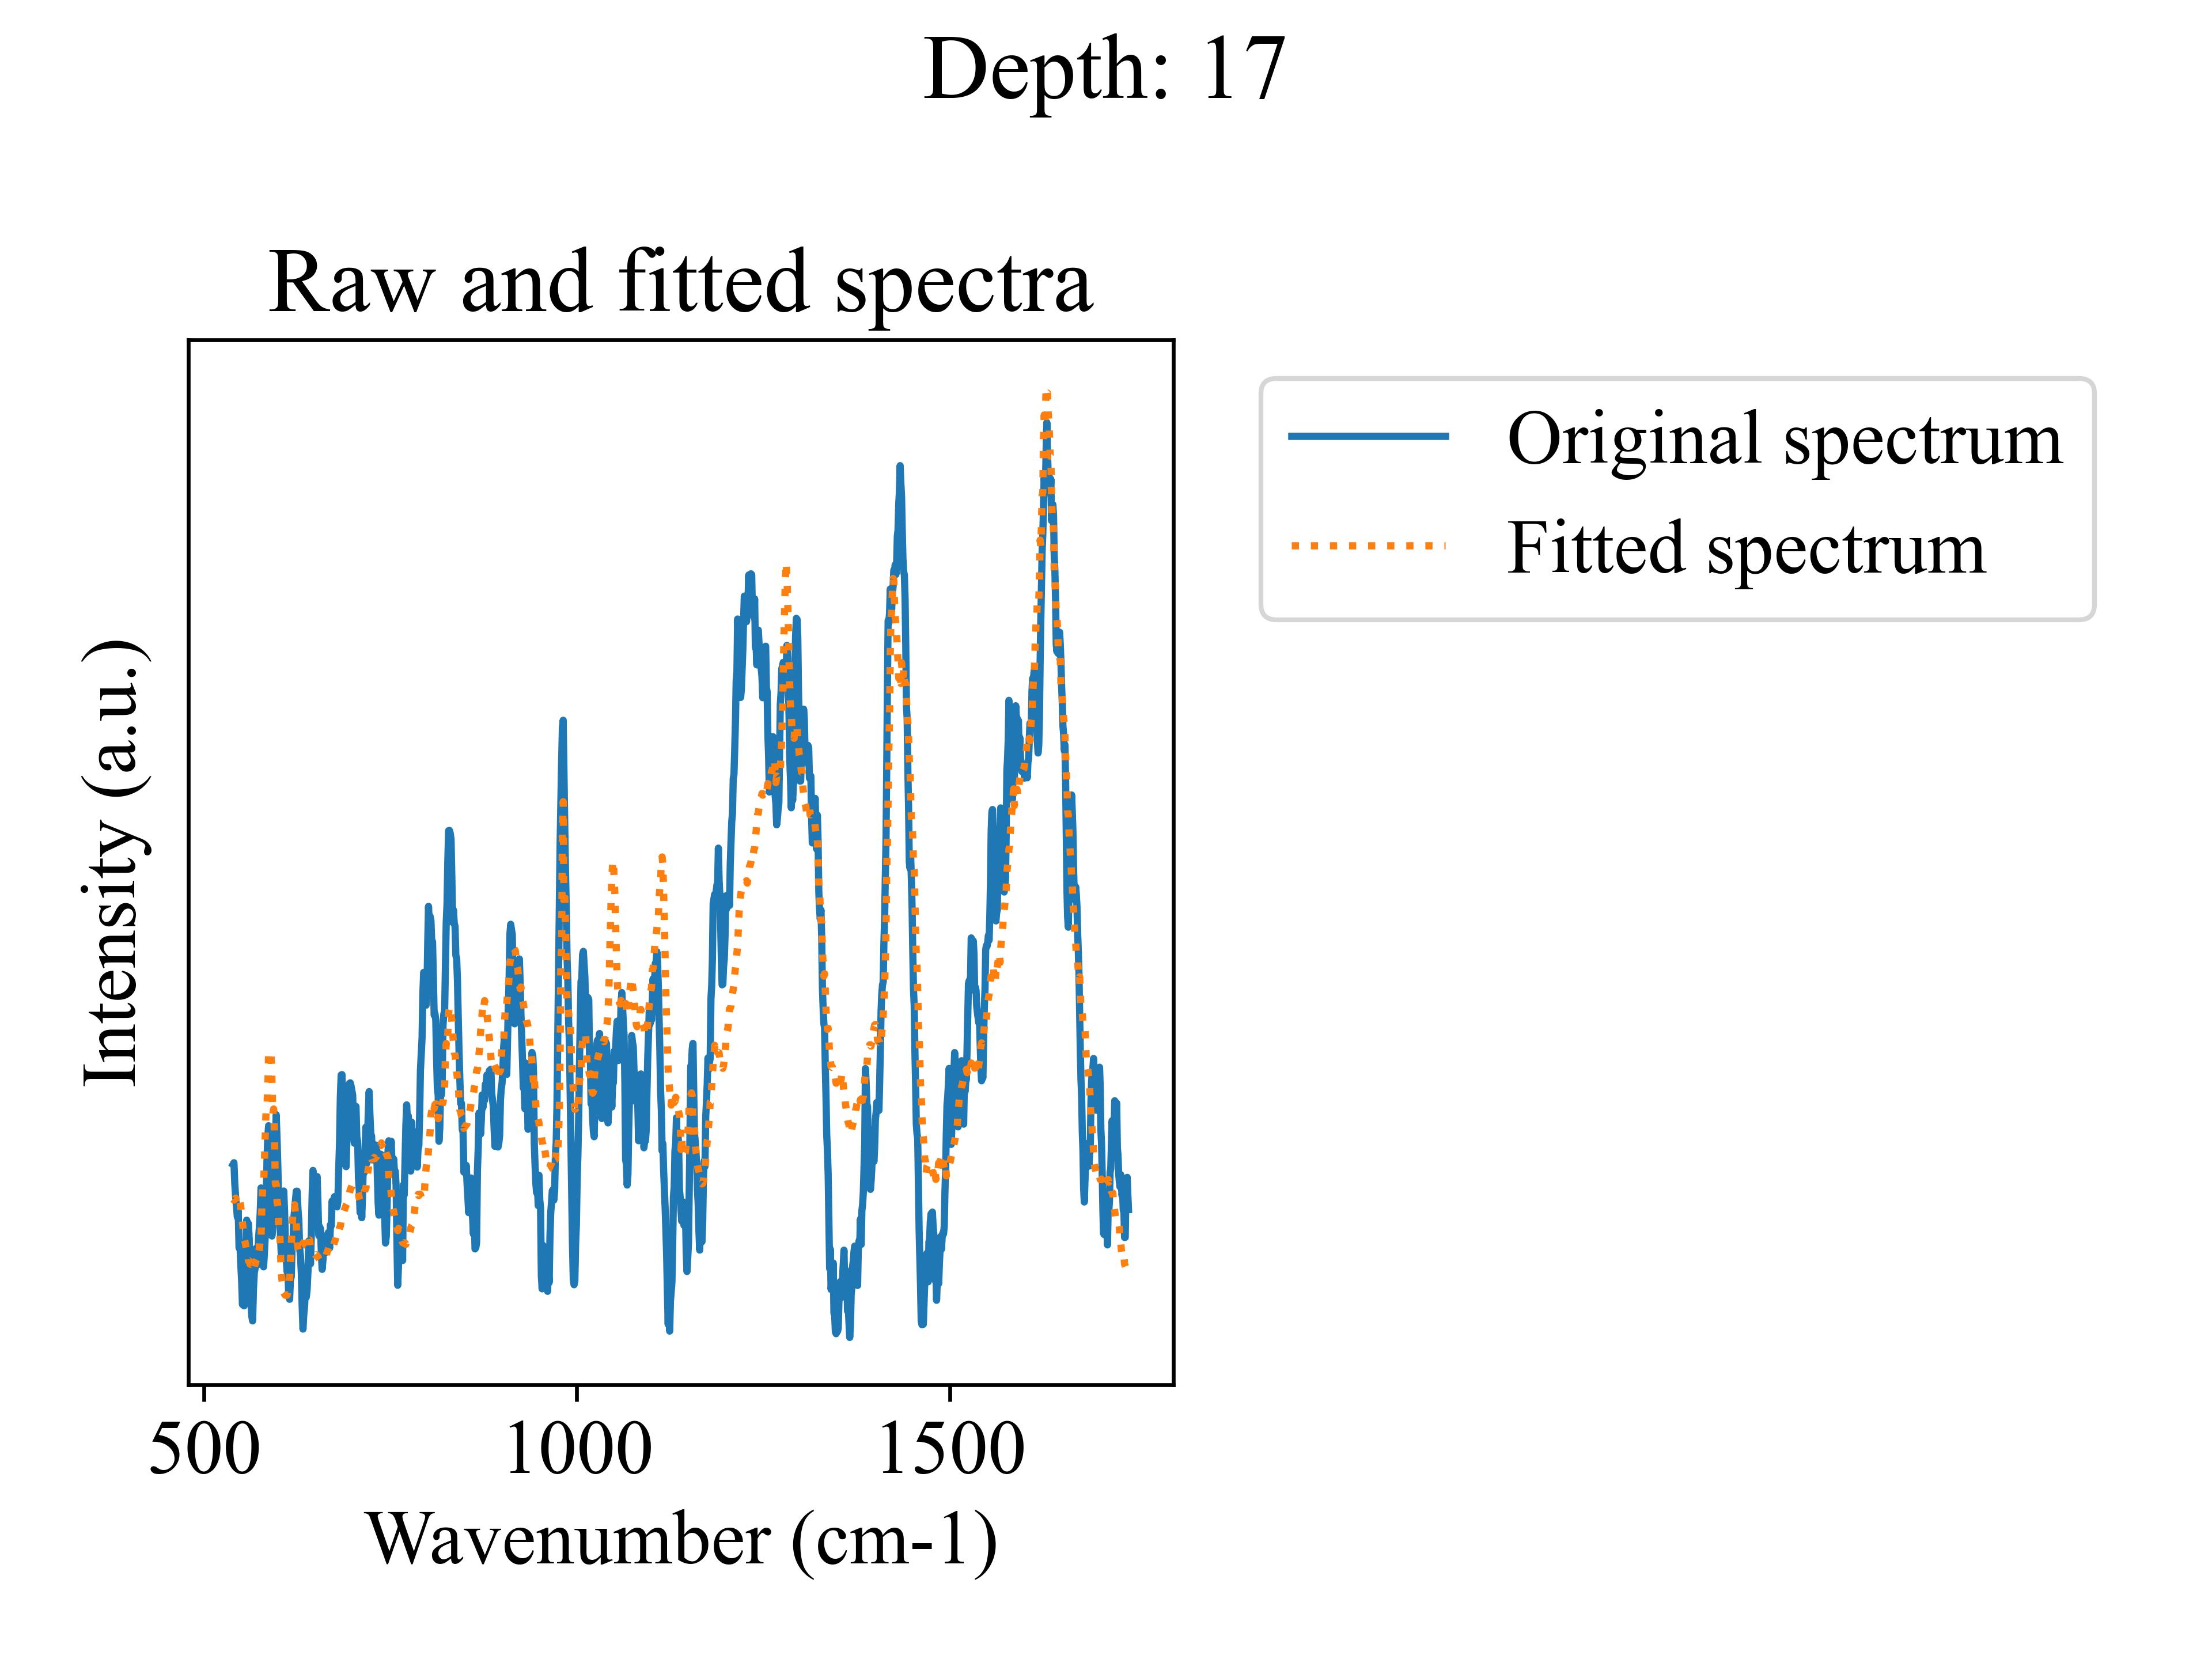 Depth: 17
Raw and fitted spectra
Original spectrum
Fitted spectrum
Intensity (a.u.)
500 1000 1500
Wavenumber (cm-1)